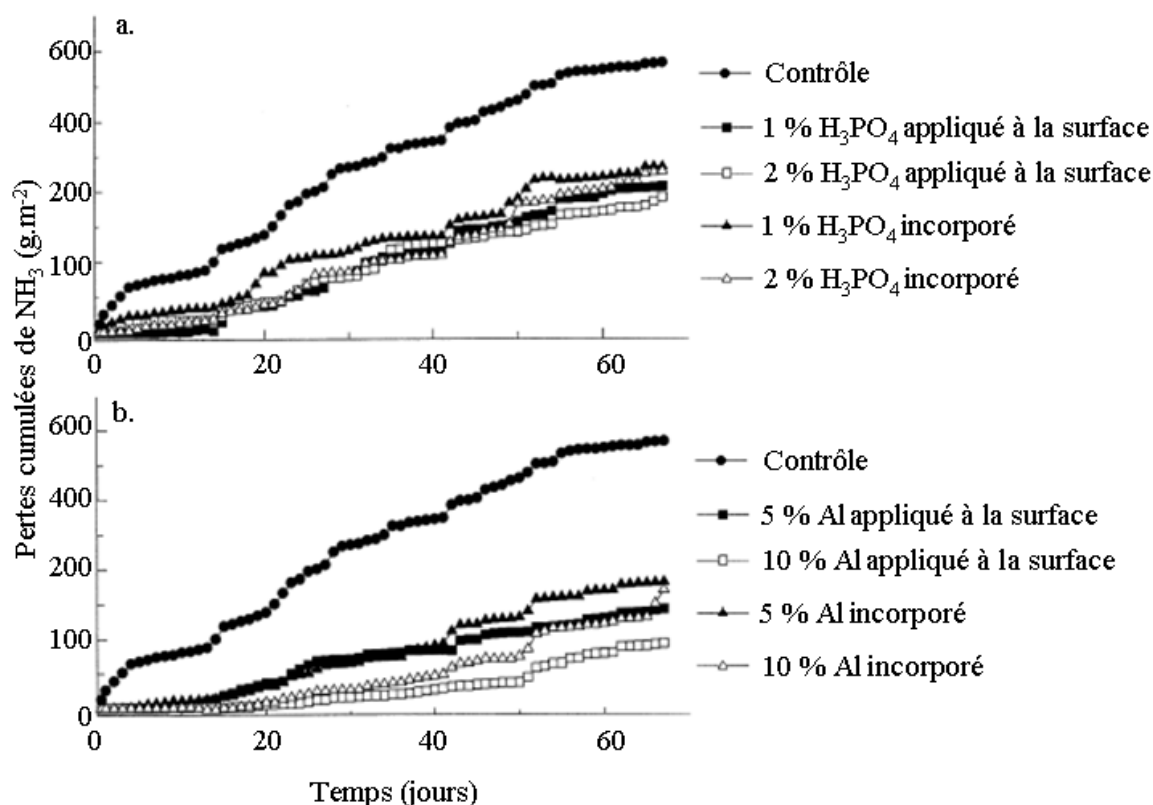 a.
600
400
200
100
0
0 20 40 60
Contrôle
1 % H₃PO₄ appliqué à la surface
2 % H₃PO₄ appliqué à la surface
1 % H₃PO₄ incorporé
2 % H₃PO₄ incorporé
Pertes cumulées de NH₃ (g.m⁻²)
b.
600
400
200
100
0
0 20 40 60
Contrôle
5 % Al appliqué à la surface
10 % Al appliqué à la surface
5 % Al incorporé
10 % Al incorporé
Temps (jours)